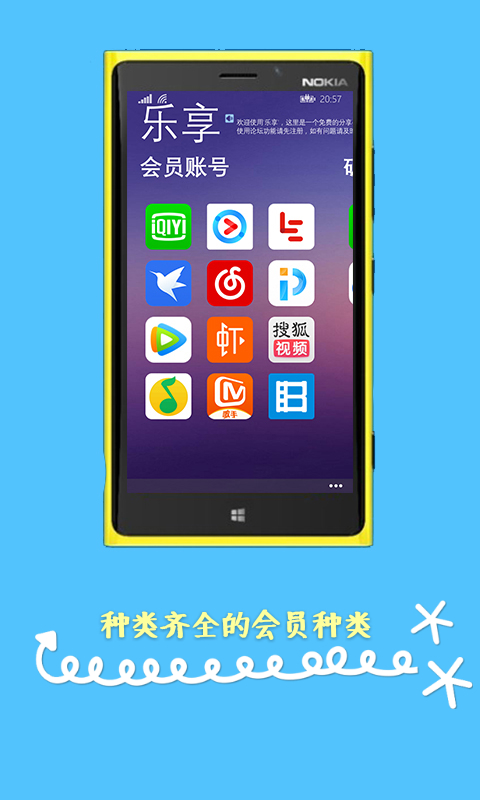 NOKIA
20:57
乐享
欢迎使用'乐享'，这里是一个免费的分享
使用论坛功能请先注册，如有问题请及时
会员账号
iQIYI
搜狐
视频
虾
种类齐全的会员种类